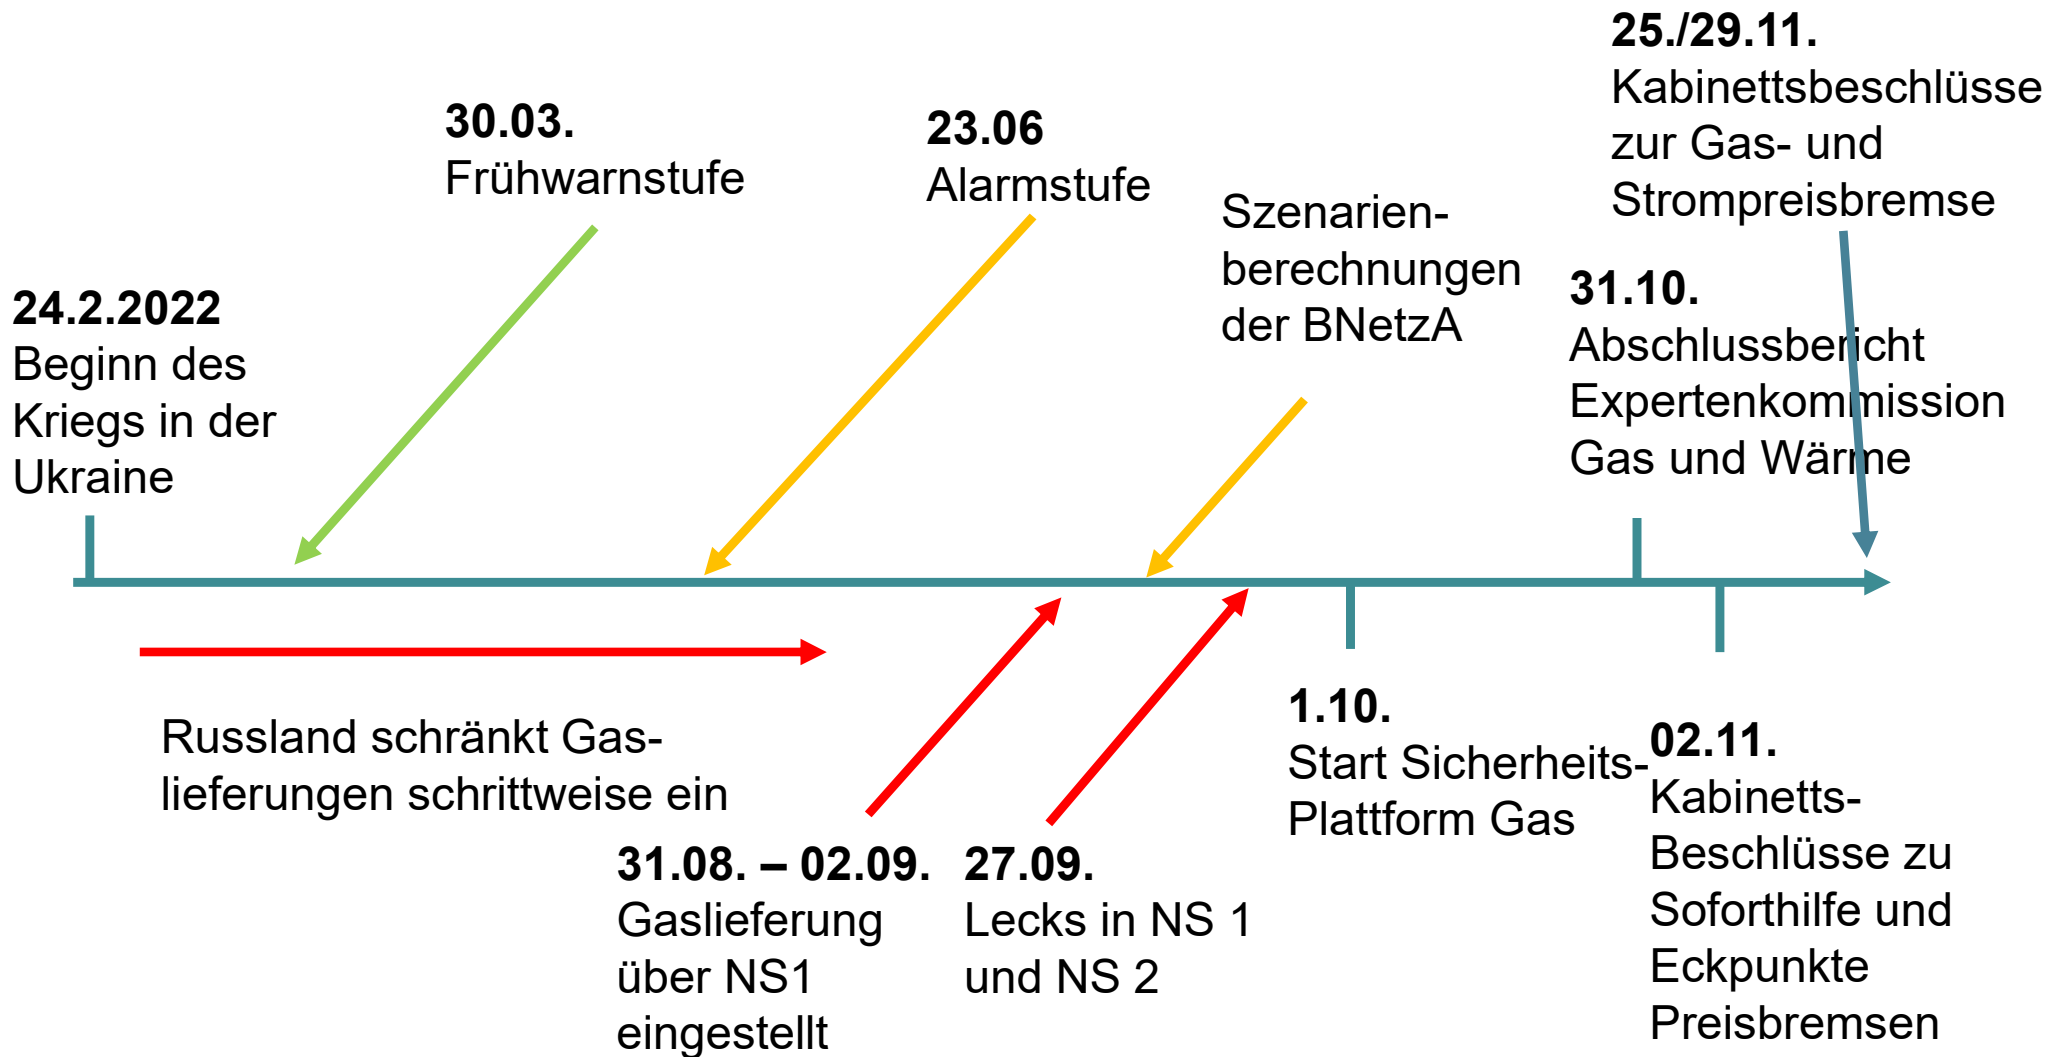 24.2.2022
Beginn des
Kriegs in der
Ukraine
30.03.
Frühwarnstufe
23.06
Alarmstufe
Szenarien-
berechnungen
der BNetzA
25./29.11.
Kabinettsbeschlüsse
zur Gas- und
Strompreisbremse
31.10.
Abschlussbericht
Expertenkommission
Gas und Wärme
Russland schränkt Gas-
lieferungen schrittweise ein
31.08. – 02.09.
Gaslieferung
über NS1
eingestellt
27.09.
Lecks in NS 1
und NS 2
1.10.
Start Sicherheits-
Plattform Gas
02.11.
Kabinetts-
Beschlüsse zu
Soforthilfe und
Eckpunkte
Preisbremsen